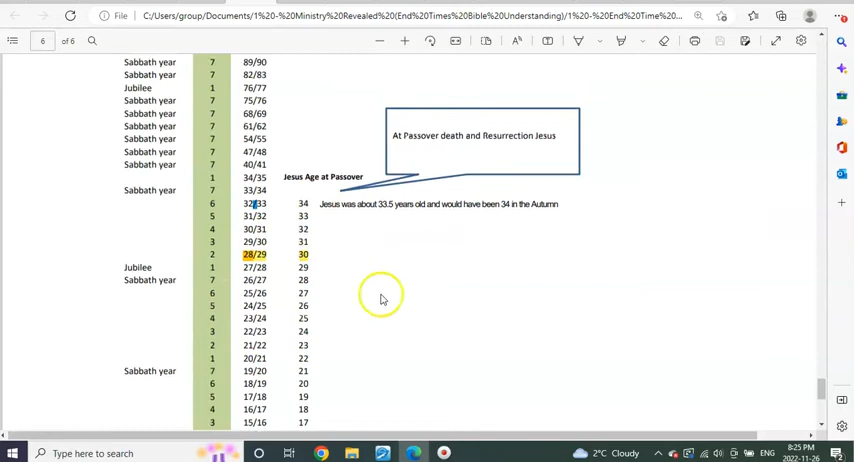 File
C:/Users/group/Documents/1%20-%20Ministry%20Revealed(End%20Times%20Bible%20Understanding)/1%20-%20End%20Time%20...
6 of 6
Sabbath year 7 89/90
Sabbath year 7 82/83
Jubilee 1 76/77
Sabbath year 7 75/76
Sabbath year 7 68/69
Sabbath year 7 61/62
Sabbath year 7 54/55
Sabbath year 7 47/48
Sabbath year 7 40/41
At Passover death and Resurrection Jesus
1 34/35 Jesus Age at Passover
Sabbath year 7 33/34
6 32/33 34 Jesus was about 33.5 years old and would have been 34 in the Autumn
5 31/32 33
4 30/31 32
3 29/30 31
2 28/29 30
Jubilee 1 27/28 29
Sabbath year 7 26/27 28
6 25/26 27
5 24/25 26
4 23/24 25
3 22/23 24
2 21/22 23
1 20/21 22
Sabbath year 7 19/20 21
6 18/19 20
5 17/18 19
4 16/17 18
3 15/16 17
Type here to search
2°C Cloudy
ENG
8:25 PM
2022-11-26